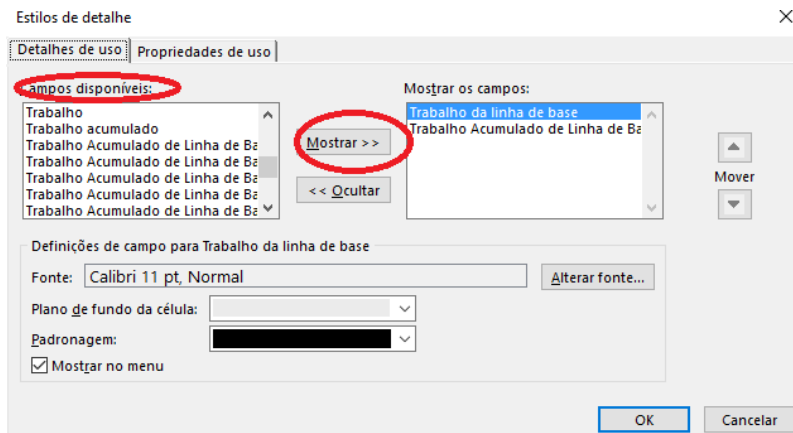 Estilos de detalhe
Detalhes de uso
Propriedades de uso
Campos disponíveis:
Trabalho
Trabalho acumulado
Trabalho Acumulado de Linha de Ba
Trabalho Acumulado de Linha de Ba
Trabalho Acumulado de Linha de Ba
Trabalho Acumulado de Linha de Ba
Trabalho Acumulado de Linha de Ba
Mostrar >>
<< Ocultar
Mostrar os campos:
Trabalho da linha de base
Trabalho Acumulado de Linha de Ba
Mover
Definições de campo para Trabalho da linha de base
Fonte: Calibri 11 pt, Normal
Alterar fonte...
Plano de fundo da célula:
Padronagem:
Mostrar no menu
OK
Cancelar